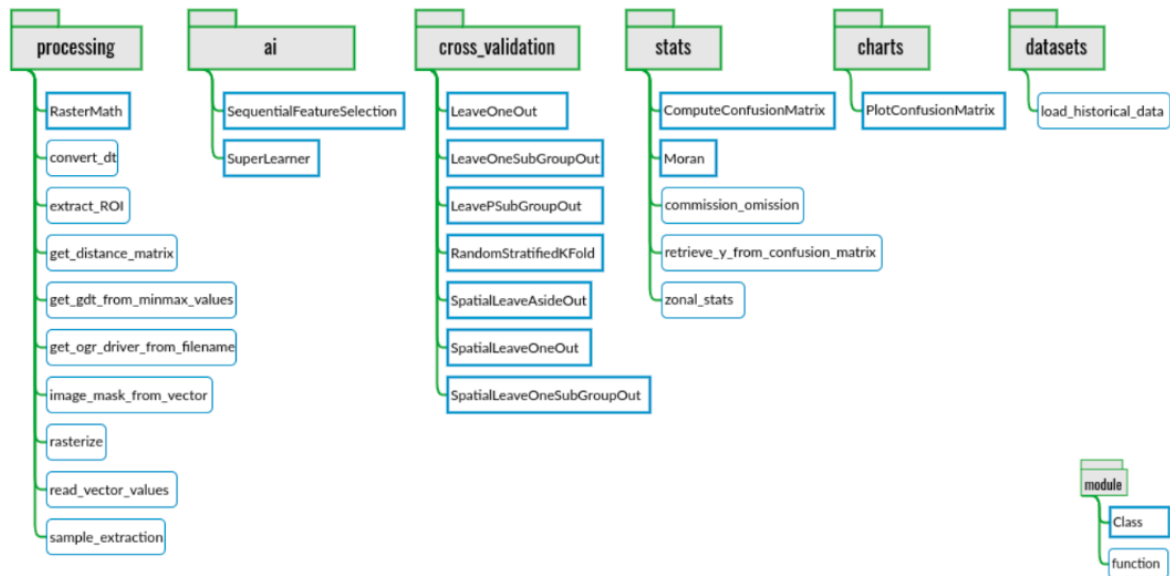 processing
RasterMath
convert_dt
extract_ROI
get_distance_matrix
get_gdt_from_minmax_values
get_ogr_driver_from_filename
image_mask_from_vector
rasterize
read_vector_values
sample_extraction
ai
SequentialFeatureSelection
SuperLearner
cross_validation
LeaveOneOut
LeaveOneSubGroupOut
LeavePSubGroupOut
RandomStratifiedKFold
SpatialLeaveAsideOut
SpatialLeaveOneOut
SpatialLeaveOneSubGroupOut
stats
ComputeConfusionMatrix
Moran
commission_omission
retrieve_y_from_confusion_matrix
zonal_stats
charts
PlotConfusionMatrix
datasets
load_historical_data
module
Class
function